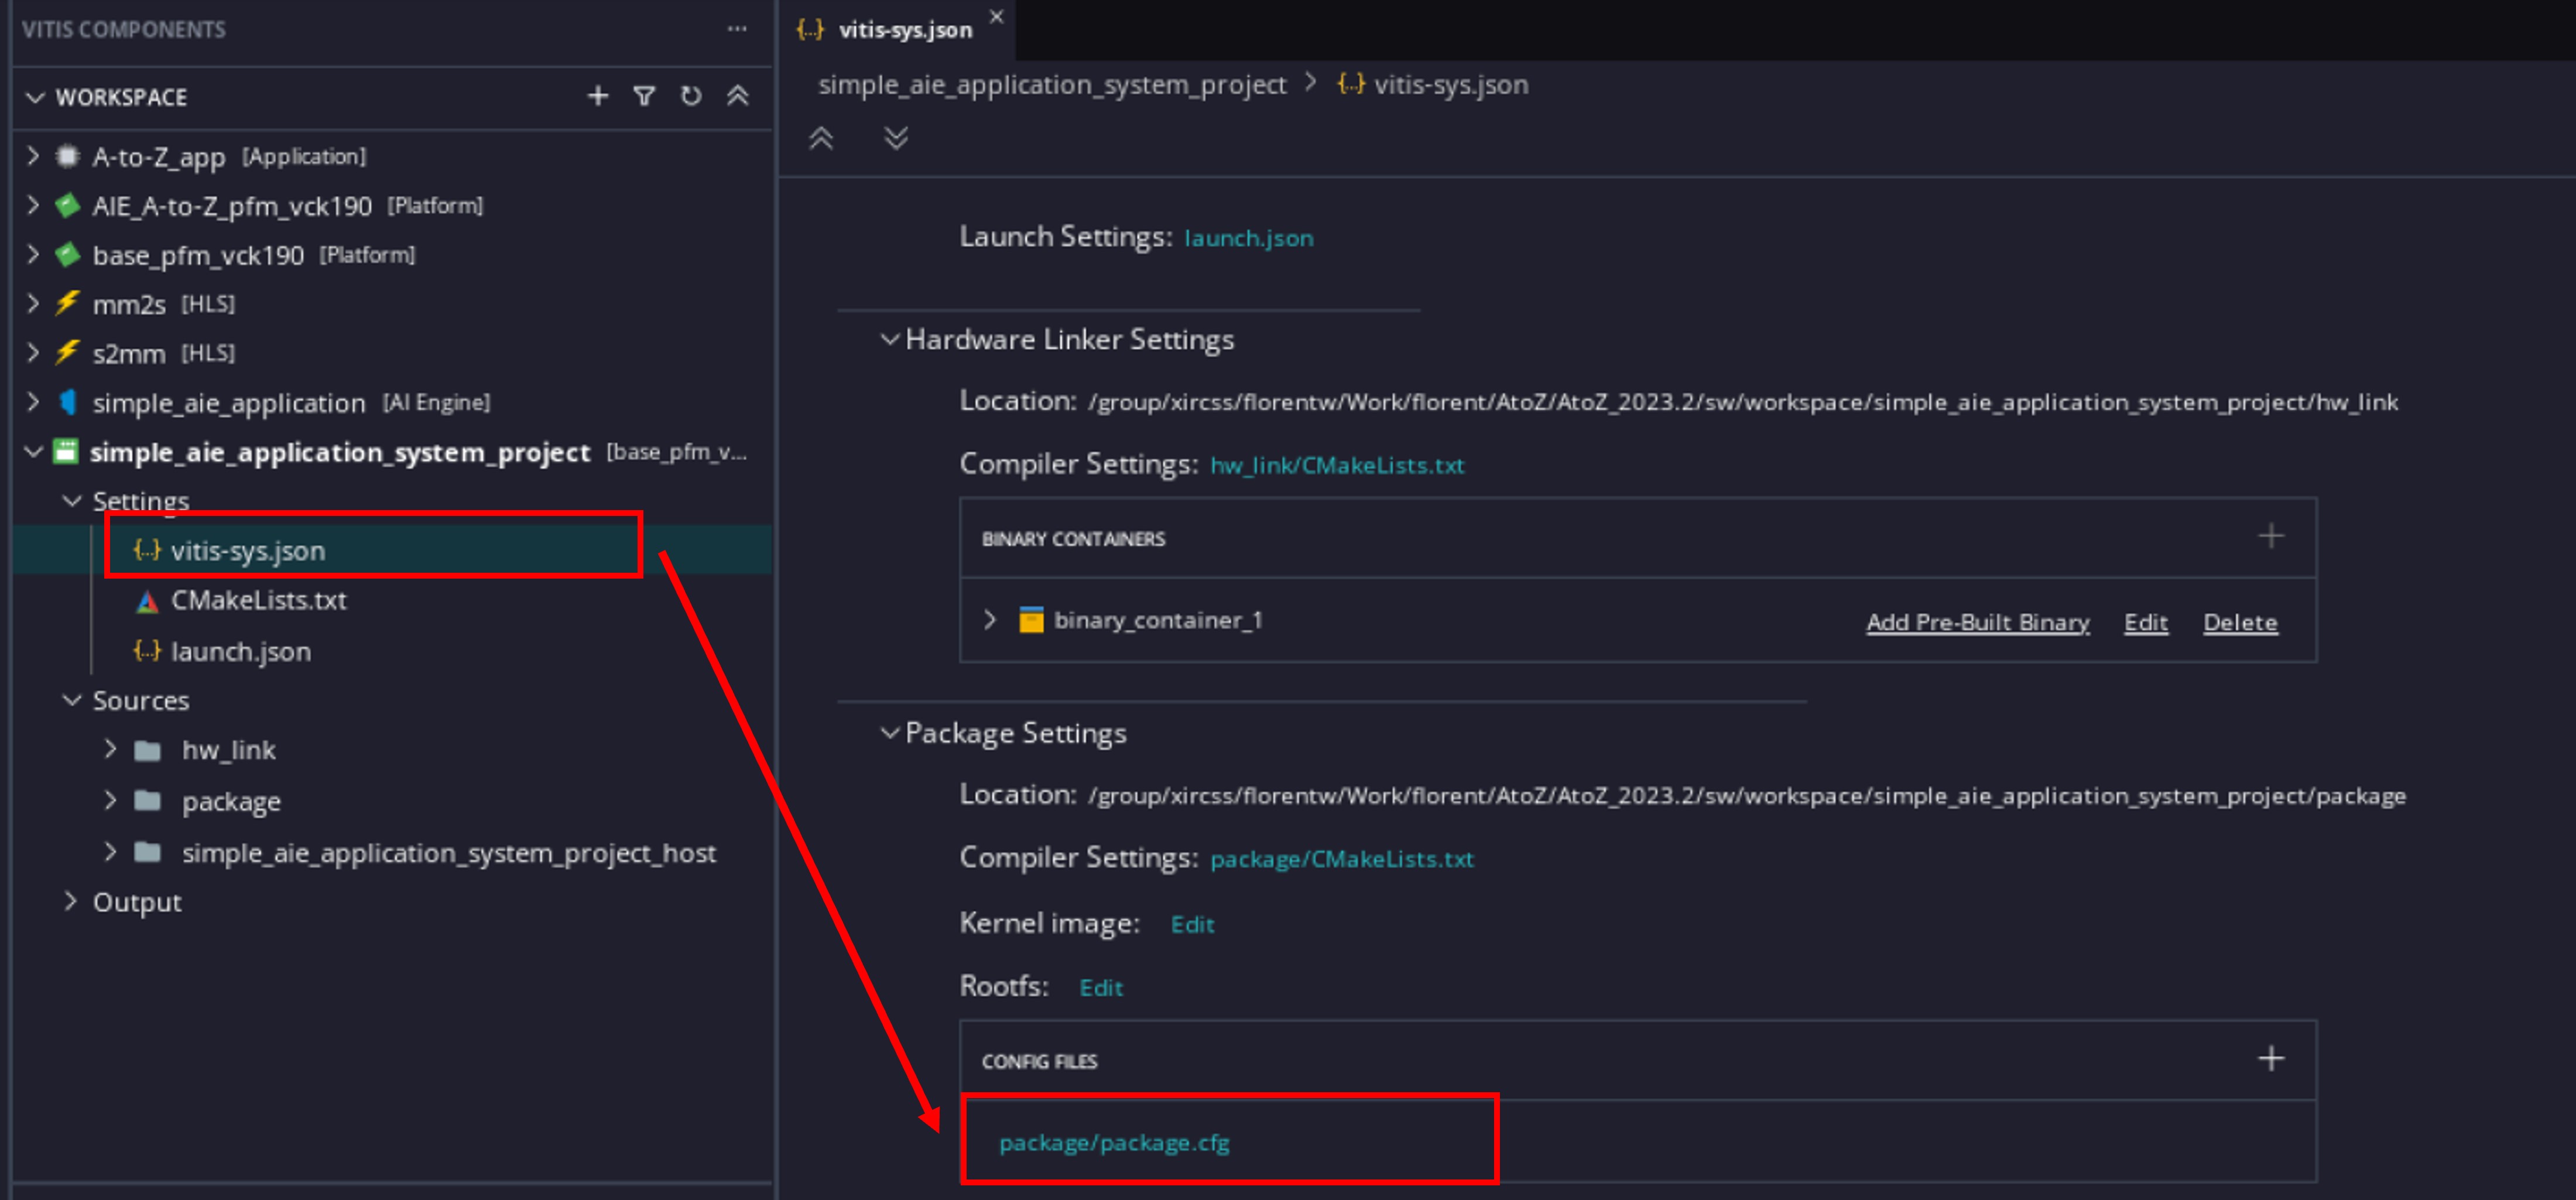 VITIS COMPONENTS
WORKSPACE
A-to-Z_app [Application]
AIE_A-to-Z_pfm_vck190 [Platform]
base_pfm_vck190 [Platform]
mm2s [HLS]
s2mm [HLS]
simple_aie_application [AI Engine]
simple_aie_application_system_project [base_pfm_v...
Settings
{..} vitis-sys.json
CMakeLists.txt
{..} launch.json
Sources
hw_link
package
simple_aie_application_system_project_host
Output
{..} vitis-sys.json
simple_aie_application_system_project > {..} vitis-sys.json
Launch Settings: launch.json
Hardware Linker Settings
Location: /group/xircss/florentw/Work/florent/AtoZ/AtoZ_2023.2/sw/workspace/simple_aie_application_system_project/hw_link
Compiler Settings: hw_link/CMakeLists.txt
BINARY CONTAINERS
binary_container_1 Add Pre-Built Binary Edit Delete
Package Settings
Location: /group/xircss/florentw/Work/florent/AtoZ/AtoZ_2023.2/sw/workspace/simple_aie_application_system_project/package
Compiler Settings: package/CMakeLists.txt
Kernel image: Edit
Rootfs: Edit
CONFIG FILES
package/package.cfg